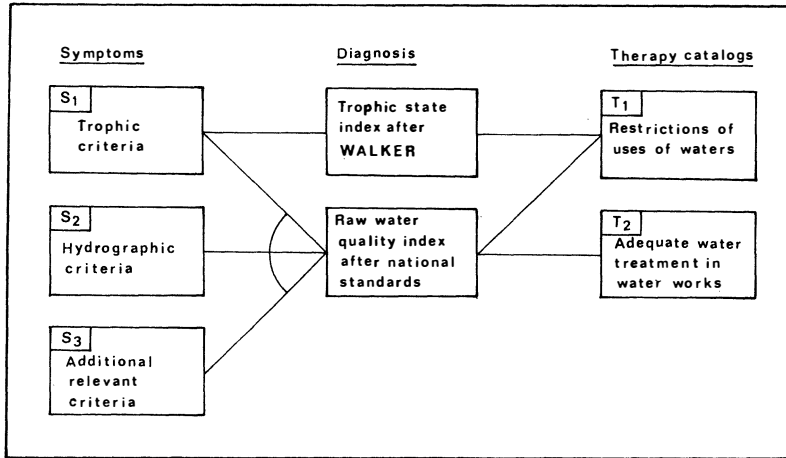 Symptoms
Diagnosis
Therapy catalogs
S1
Trophic
criteria
Trophic state
index after
WALKER
T1
Restrictions of
uses of waters
S2
Hydrographic
criteria
Raw water
quality index
after national
standards
T2
Adequate water
treatment in
water works
S3
Additional
relevant
criteria